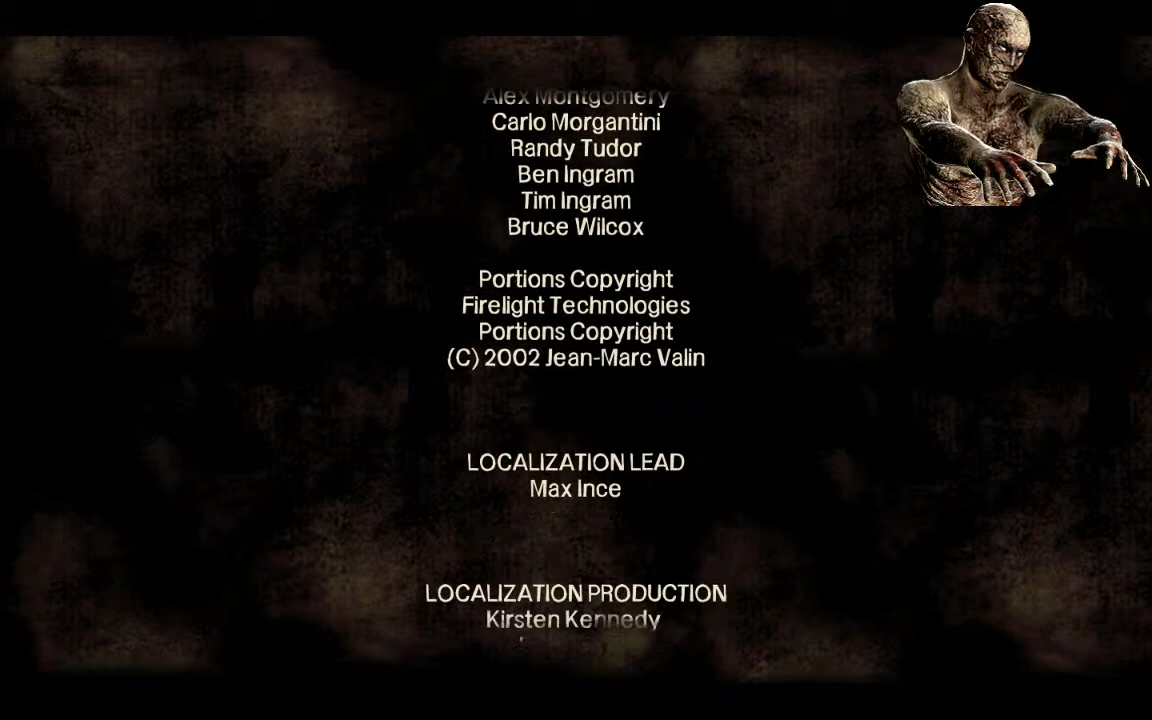 Alex Montgomery
Carlo Morgantini
Randy Tudor
Ben Ingram
Tim Ingram
Bruce Wilcox
Portions Copyright
Firelight Technologies
Portions Copyright
(C) 2002 Jean-Marc Valin
LOCALIZATION LEAD
Max Ince
LOCALIZATION PRODUCTION
Kirsten Kennedy